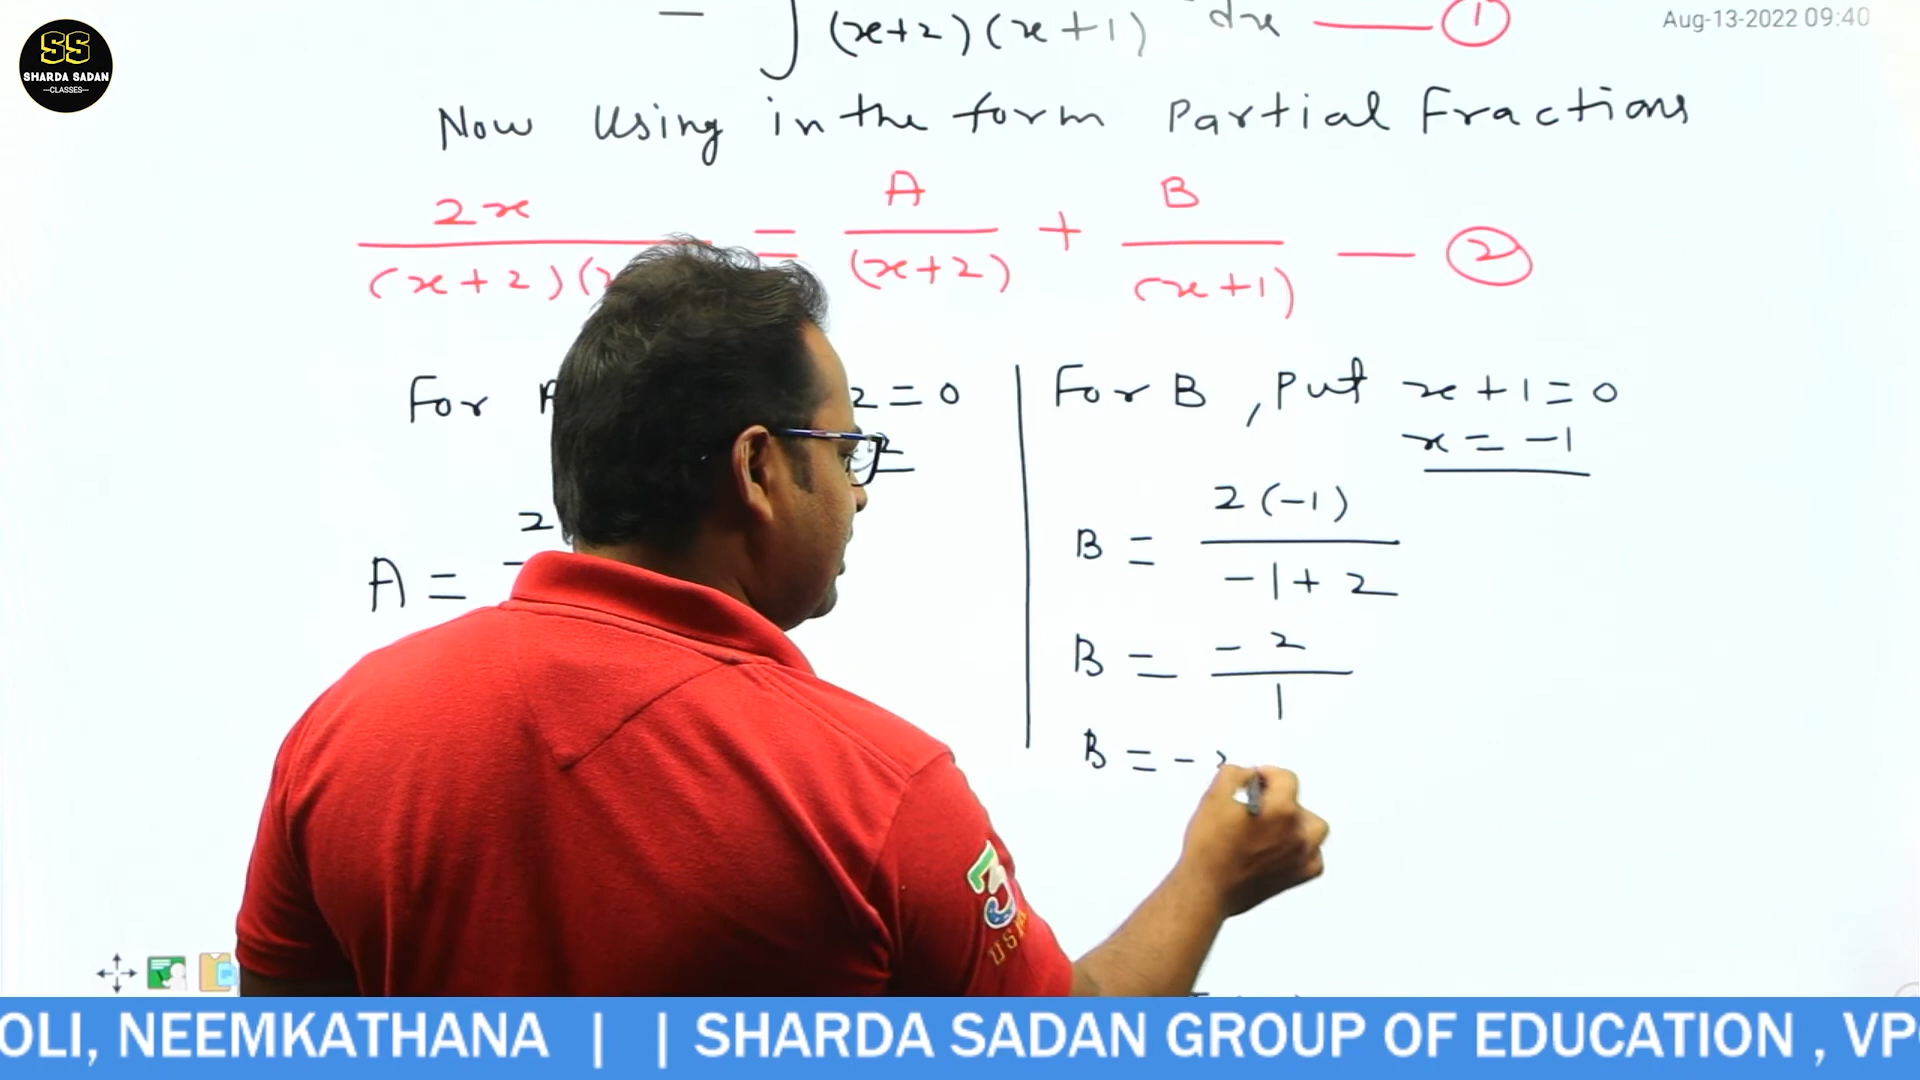 SS
SHARDA SADAN
—CLASSES—
Aug-13-2022 09:40
— ∫ (x+2)(x+1) dx —— ①
Now Using in the form Partial Fractions
2x / (x+2)( = A / (x+2) + B / (x+1) — ②
For 2 = 0
A =
For B , Put x+1=0
x = -1
B = 2(-1) / -1+2
B = -2 / 1
B = -
3
USP
OLI, NEEMKATHANA | | SHARDA SADAN GROUP OF EDUCATION , VP